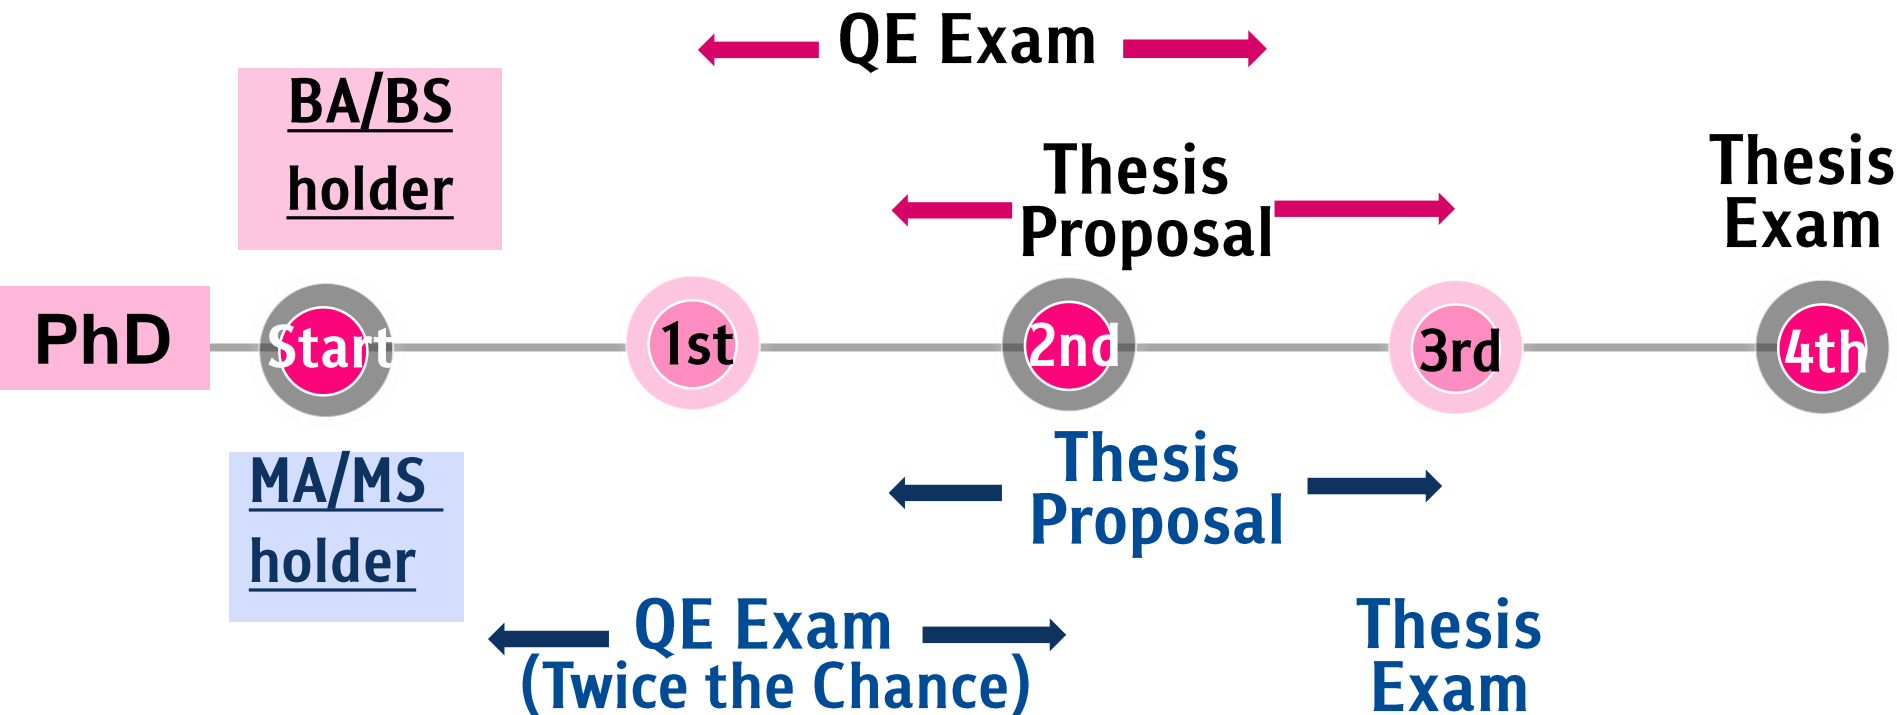 QE Exam
BA/BS
holder
Thesis
Proposal
Thesis
Exam
PhD
Start
1st
2nd
3rd
4th
MA/MS
holder
Thesis
Proposal
QE Exam
(Twice the Chance)
Thesis
Exam